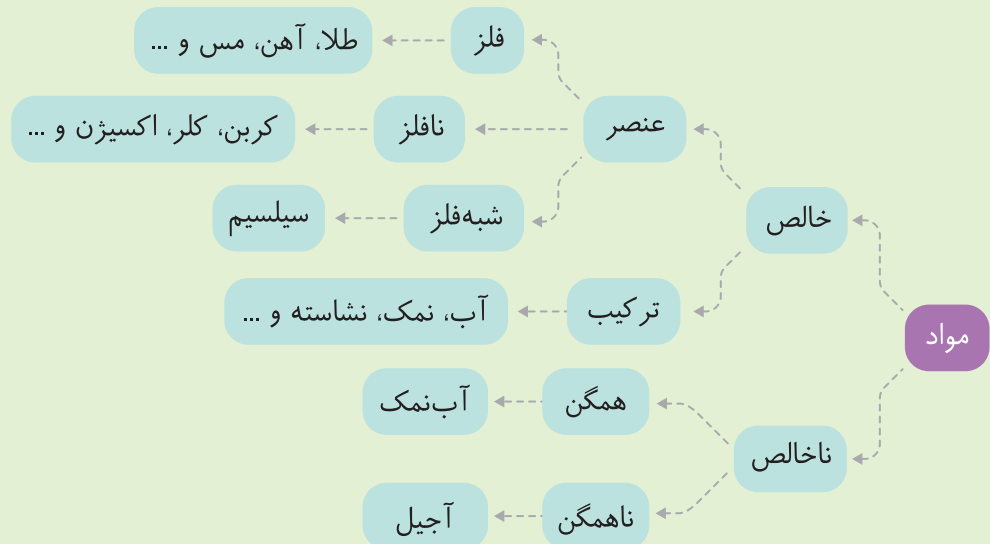 مواد
خالص
عنصر
فلز
طلا، آهن، مس و ...
نافلز
کربن، کلر، اکسیژن و ...
شبه‌فلز
سیلسیم
ترکیب
آب، نمک، نشاسته و ...
ناخالص
همگن
آب‌نمک
ناهمگن
آجیل